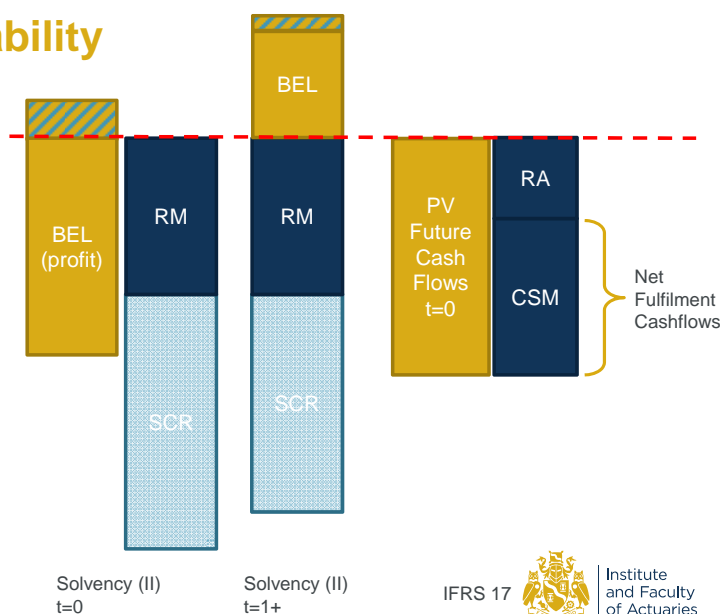 ability
BEL
BEL
(profit)
RM
RM
PV
Future
Cash
Flows
t=0
RA
CSM
Net
Fulfilment
Cashflows
SCR
SCR
Solvency (II)
t=0
Solvency (II)
t=1+
IFRS 17
Institute
and Faculty
of Actuaries